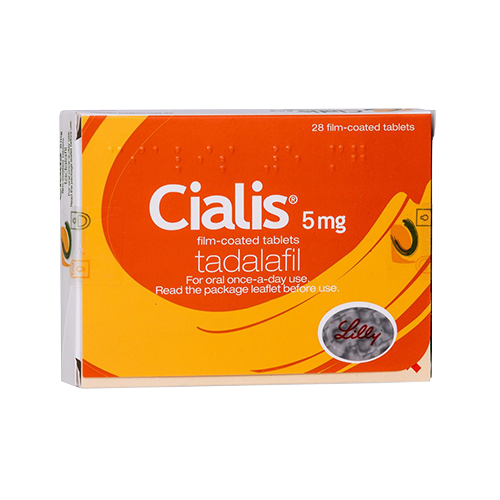 28 film-coated tablets
Cialis® 5 mg
film-coated tablets
tadalafil
For oral once-a-day use.
Read the package leaflet before use.
Lilly